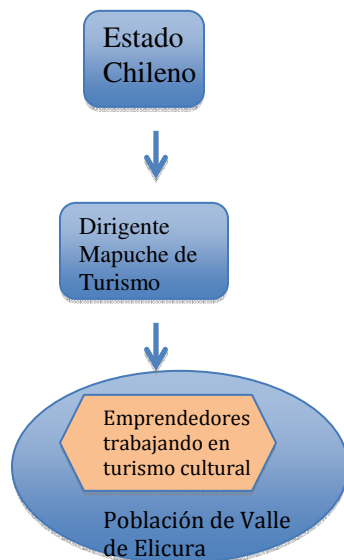 Estado
Chileno
Dirigente
Mapuche de
Turismo
Emprendedores
trabajando en
turismo cultural
Población de Valle
de Elicura